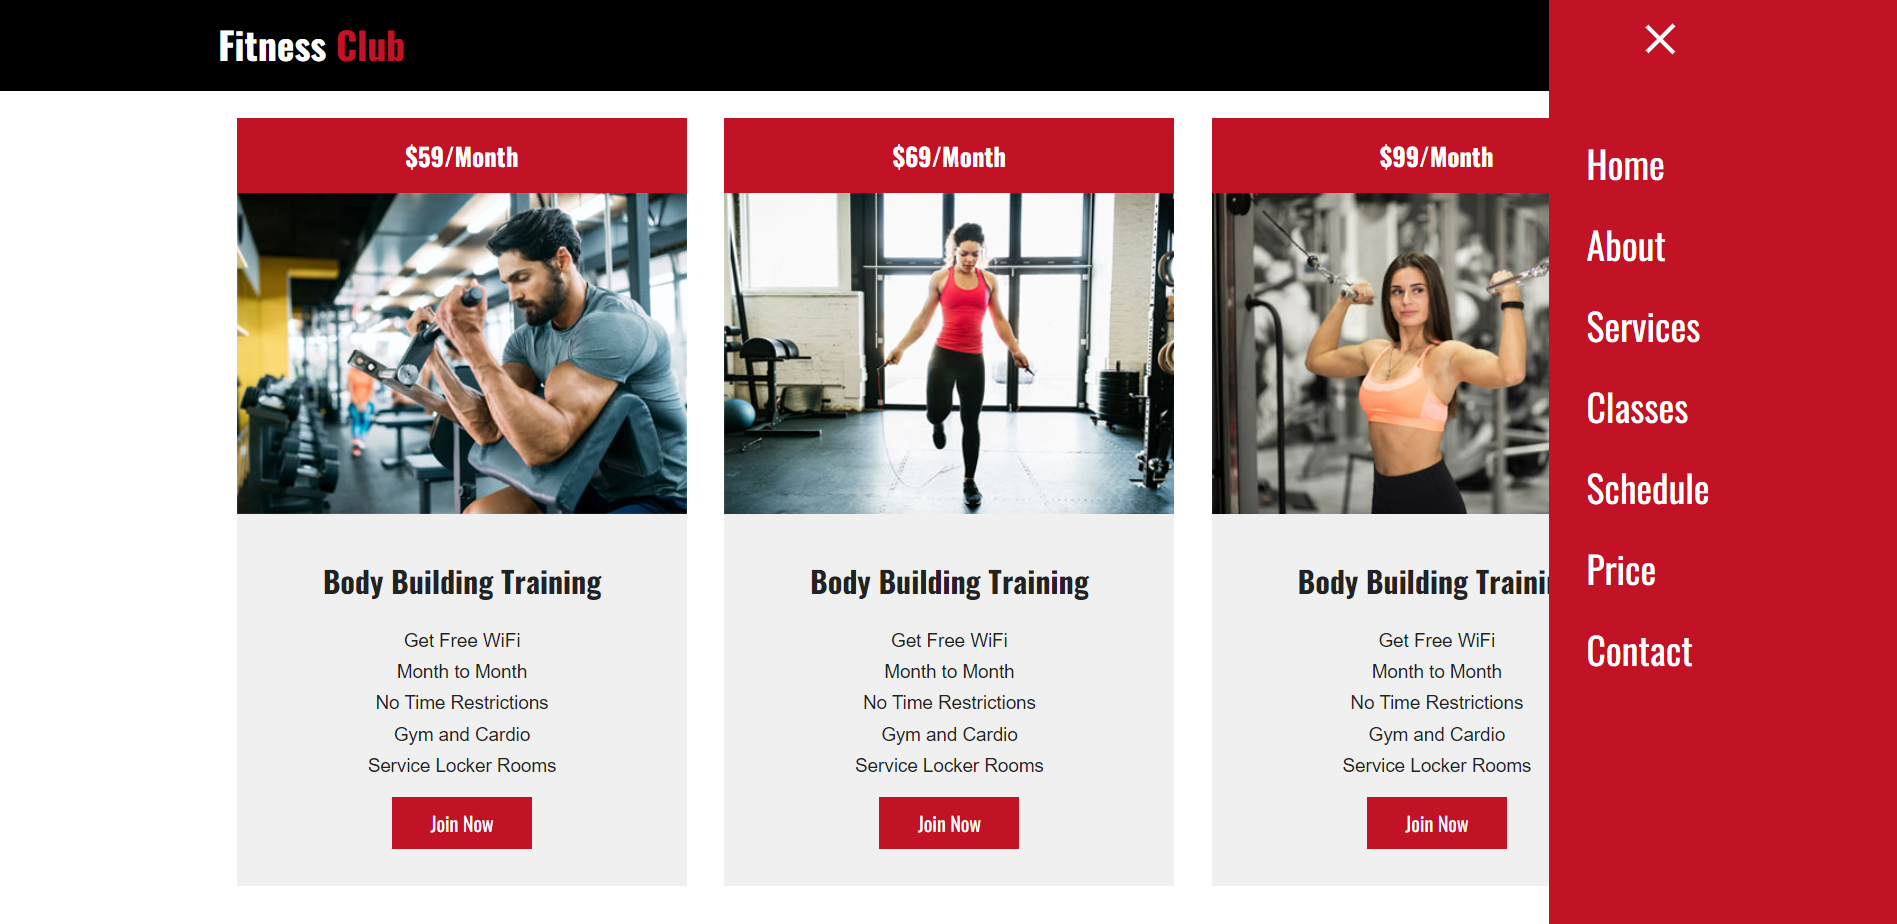 Fitness Club
Home
About
Services
Classes
Schedule
Price
Contact
$59/Month
Body Building Training
Get Free WiFi
Month to Month
No Time Restrictions
Gym and Cardio
Service Locker Rooms
Join Now
$69/Month
Body Building Training
Get Free WiFi
Month to Month
No Time Restrictions
Gym and Cardio
Service Locker Rooms
Join Now
$99/Month
Body Building Traini
Get Free WiFi
Month to Month
No Time Restrictions
Gym and Cardio
Service Locker Rooms
Join Now